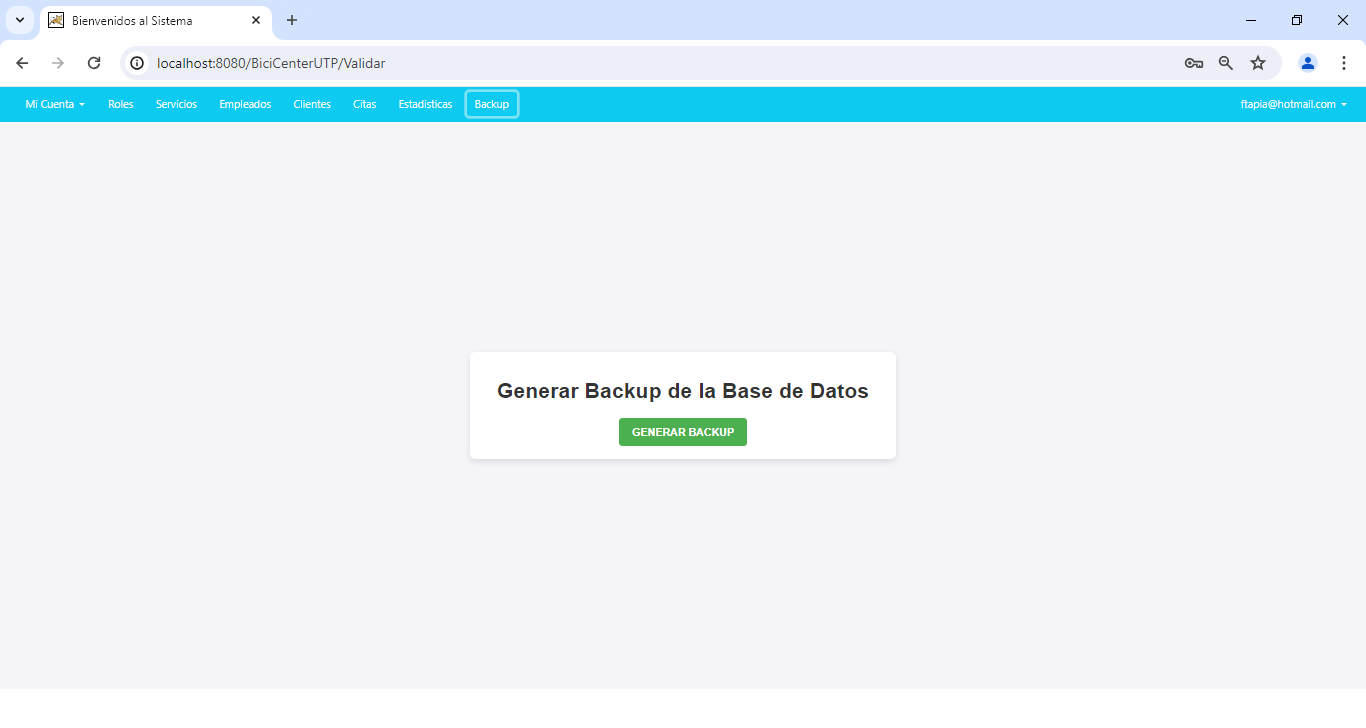 Bienvenidos al Sistema
localhost:8080/BiciCenterUTP/Validar
Mi Cuenta Roles Servicios Empleados Clientes Citas Estadísticas Backup ftapia@hotmail.com
Generar Backup de la Base de Datos
GENERAR BACKUP